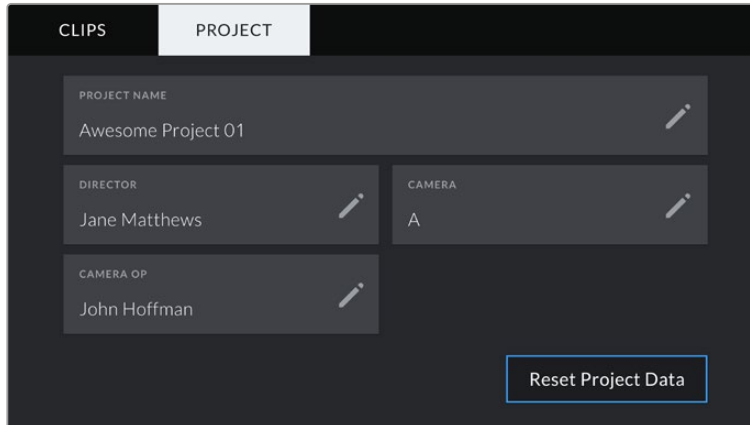 CLIPS PROJECT
PROJECT NAME
Awesome Project 01
DIRECTOR
Jane Matthews
CAMERA
A
CAMERA OP
John Hoffman
Reset Project Data